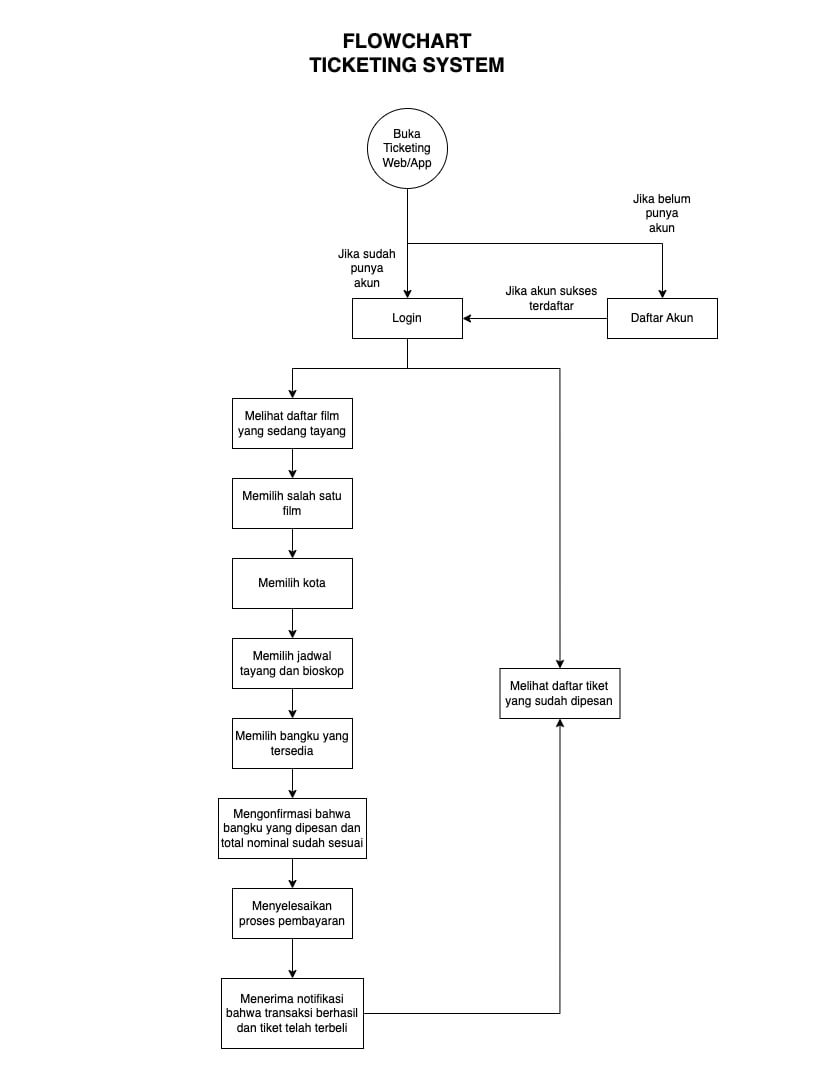 FLOWCHART
TICKETING SYSTEM
Buka
Ticketing
Web/App
Jika belum
punya
akun
Jika sudah
punya
akun
Jika akun sukses
terdaftar
Login
Daftar Akun
Melihat daftar film
yang sedang tayang
Memilih salah satu
film
Memilih kota
Memilih jadwal
tayang dan bioskop
Melihat daftar tiket
yang sudah dipesan
Memilih bangku yang
tersedia
Mengonfirmasi bahwa
bangku yang dipesan dan
total nominal sudah sesuai
Menyelesaikan
proses pembayaran
Menerima notifikasi
bahwa transaksi berhasil
dan tiket telah terbeli